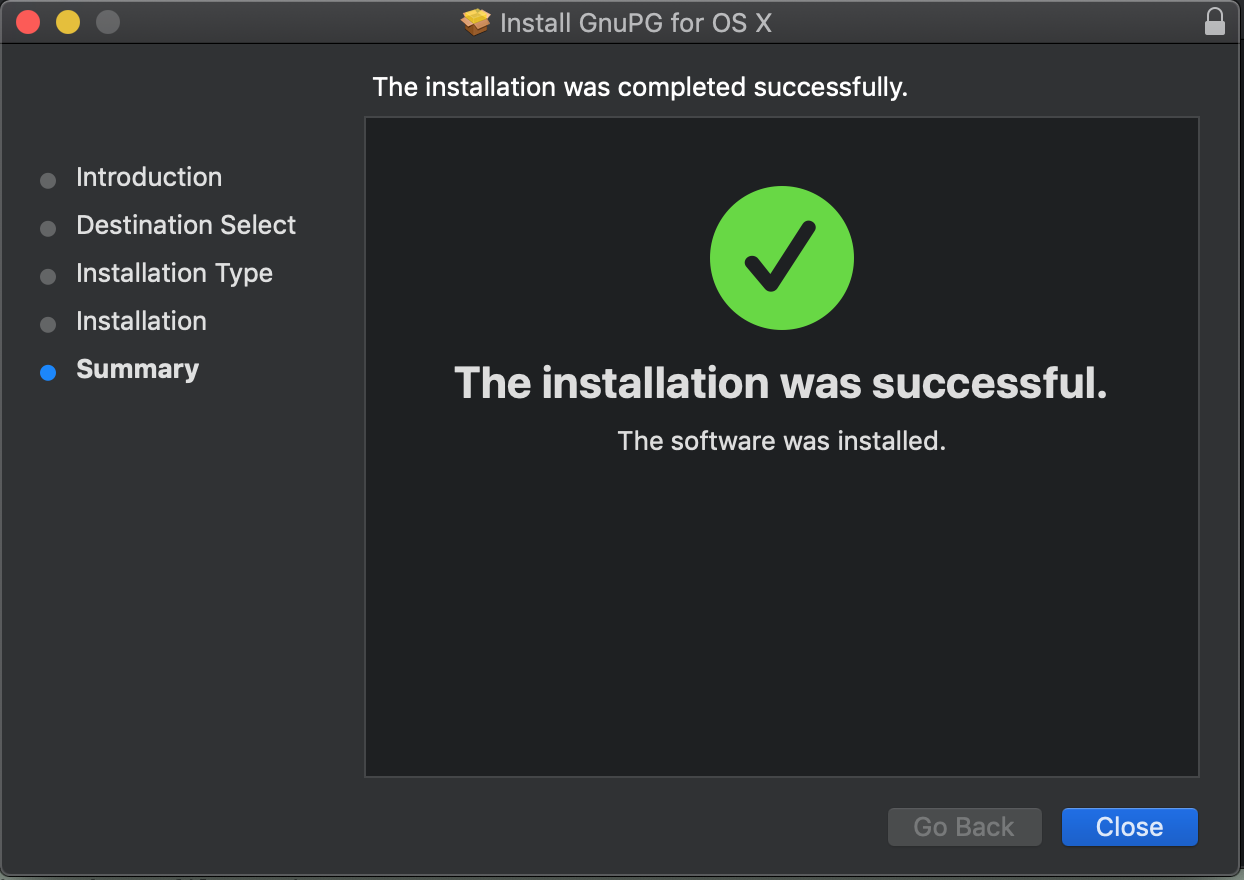 Install GnuPG for OS X
The installation was completed successfully.
Introduction
Destination Select
Installation Type
Installation
Summary
The installation was successful.
The software was installed.
Go Back
Close